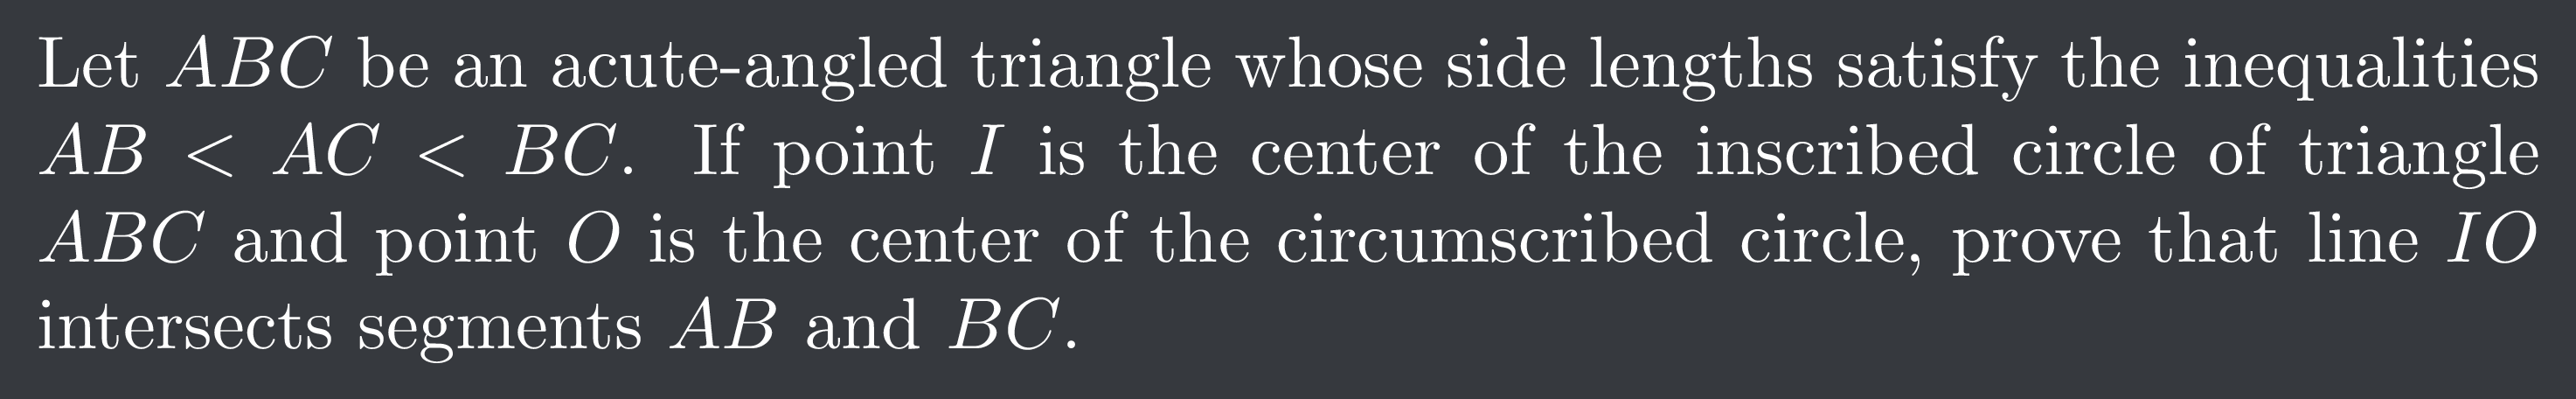 Let ABC be an acute-angled triangle whose side lengths satisfy the inequalities
AB < AC < BC. If point I is the center of the inscribed circle of triangle
ABC and point O is the center of the circumscribed circle, prove that line IO
intersects segments AB and BC.